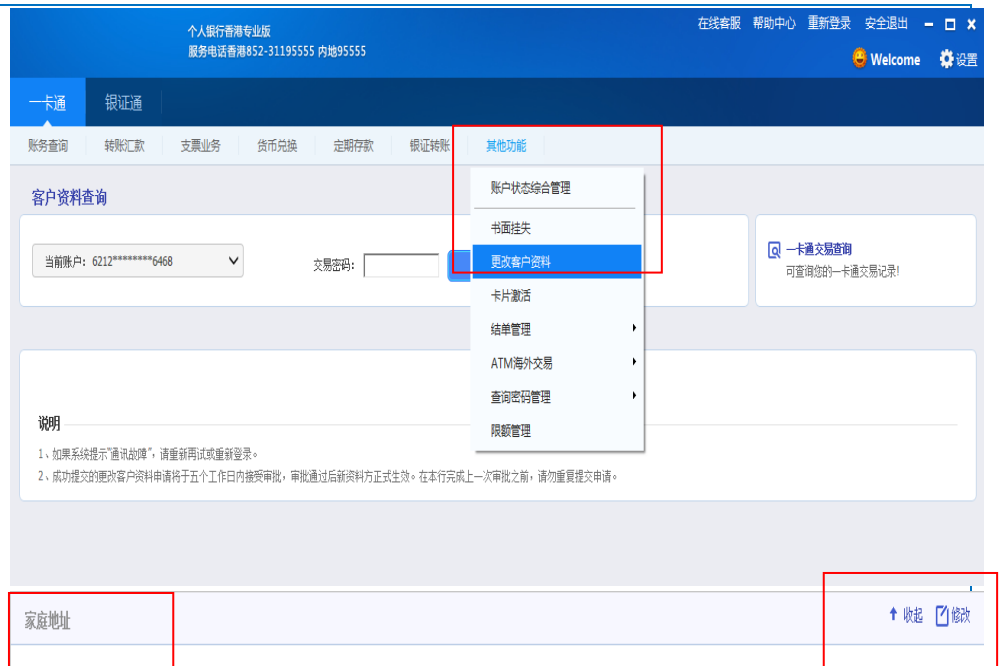 个人银行香港专业版
服务电话香港852-31195555 内地95555
在线客服 帮助中心 重新登录 安全退出
Welcome 设置
一卡通 银证通
账务查询 转账汇款 支票业务 货币兑换 定期存款 银证转账 其他功能
账户状态综合管理
书面挂失
更改客户资料
卡片激活
结单管理
ATM海外交易
查询密码管理
限额管理
客户资料查询
当前账户: 6212********6468
交易密码:
一卡通交易查询
可查询您的一卡通交易记录!
说明
1、如果系统提示"通讯故障", 请重新再试或重新登录。
2、成功提交的更改客户资料申请将于五个工作日内接受审批, 审批通过后新资料方正式生效。在本行完成上一次审批之前, 请勿重复提交申请。
家庭地址
收起 修改